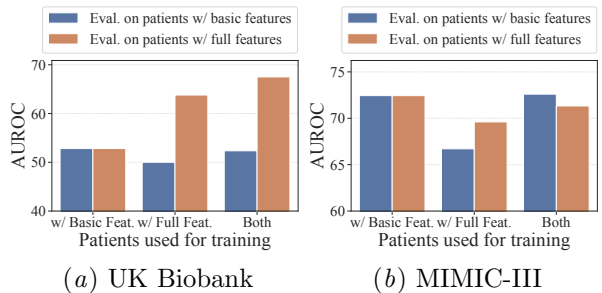 Eval. on patients w/ basic features
Eval. on patients w/ full features
AUROC
70
60
50
40
w/ Basic Feat. w/ Full Feat. Both
Patients used for training
(a) UK Biobank
Eval. on patients w/ basic features
Eval. on patients w/ full features
AUROC
75
70
65
60
w/ Basic Feat. w/ Full Feat. Both
Patients used for training
(b) MIMIC-III